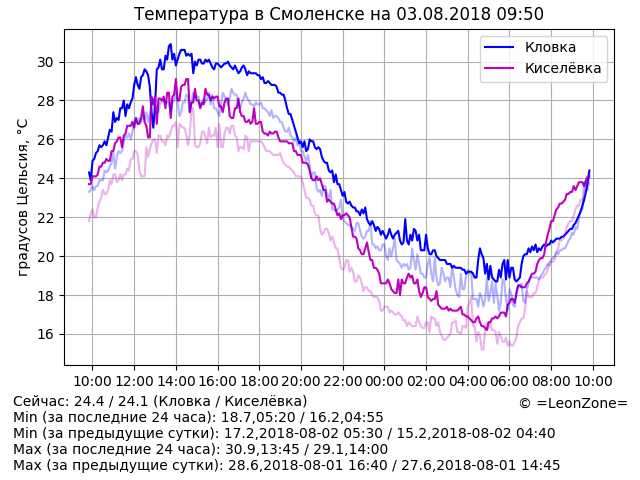 Температура в Смоленске на 03.08.2018 09:50
Кловка
Киселёвка
градусов Цельсия, °C
30
28
26
24
22
20
18
16
10:00 12:00 14:00 16:00 18:00 20:00 22:00 00:00 02:00 04:00 06:00 08:00 10:00
Сейчас: 24.4 / 24.1 (Кловка / Киселёвка)
© =LeonZone=
Min (за последние 24 часа): 18.7,05:20 / 16.2,04:55
Min (за предыдущие сутки): 17.2,2018-08-02 05:30 / 15.2,2018-08-02 04:40
Max (за последние 24 часа): 30.9,13:45 / 29.1,14:00
Max (за предыдущие сутки): 28.6,2018-08-01 16:40 / 27.6,2018-08-01 14:45